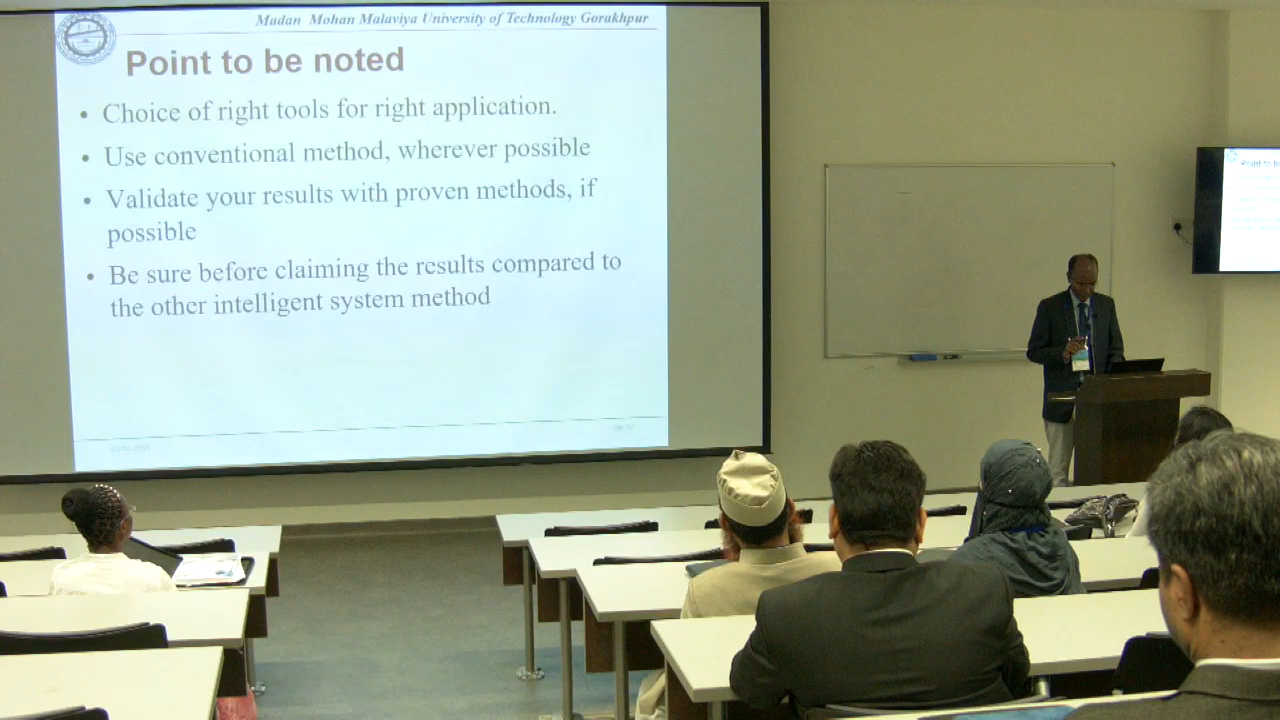 Madan Mohan Malaviya University of Technology Gorakhpur
Point to be noted
• Choice of right tools for right application.
• Use conventional method, wherever possible
• Validate your results with proven methods, if
possible
• Be sure before claiming the results compared to
the other intelligent system method
Point to b